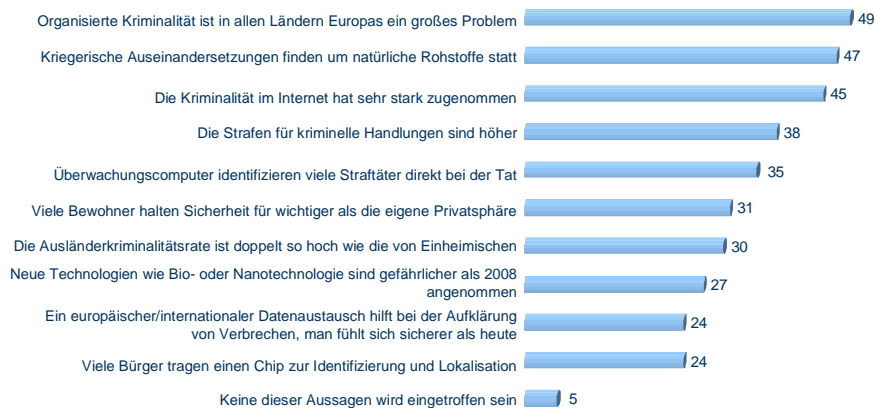 Organisierte Kriminalität ist in allen Ländern Europas ein großes Problem 49
Kriegerische Auseinandersetzungen finden um natürliche Rohstoffe statt 47
Die Kriminalität im Internet hat sehr stark zugenommen 45
Die Strafen für kriminelle Handlungen sind höher 38
Überwachungscomputer identifizieren viele Straftäter direkt bei der Tat 35
Viele Bewohner halten Sicherheit für wichtiger als die eigene Privatsphäre 31
Die Ausländerkriminalitätsrate ist doppelt so hoch wie die von Einheimischen 30
Neue Technologien wie Bio- oder Nanotechnologie sind gefährlicher als 2008
angenommen 27
Ein europäischer/internationaler Datenaustausch hilft bei der Aufklärung
von Verbrechen, man fühlt sich sicherer als heute 24
Viele Bürger tragen einen Chip zur Identifizierung und Lokalisation 24
Keine dieser Aussagen wird eingetroffen sein 5